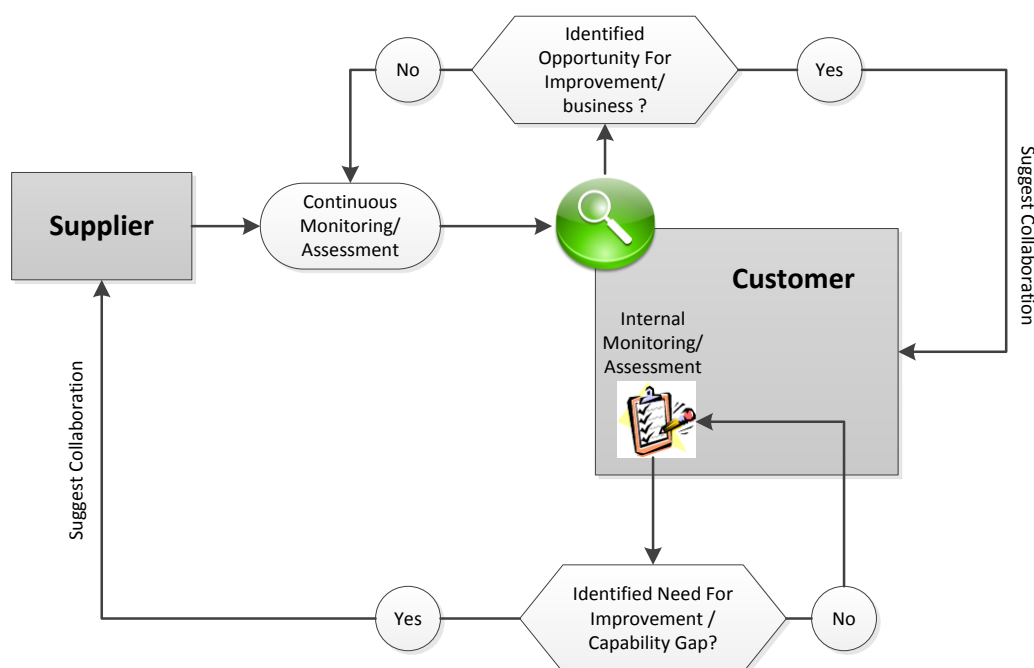 Identified
Opportunity For
Improvement/
business ?
No
Yes
Supplier
Continuous
Monitoring/
Assessment
Suggest Collaboration
Customer
Internal
Monitoring/
Assessment
Suggest Collaboration
Yes
Identified Need For
Improvement /
Capability Gap?
No